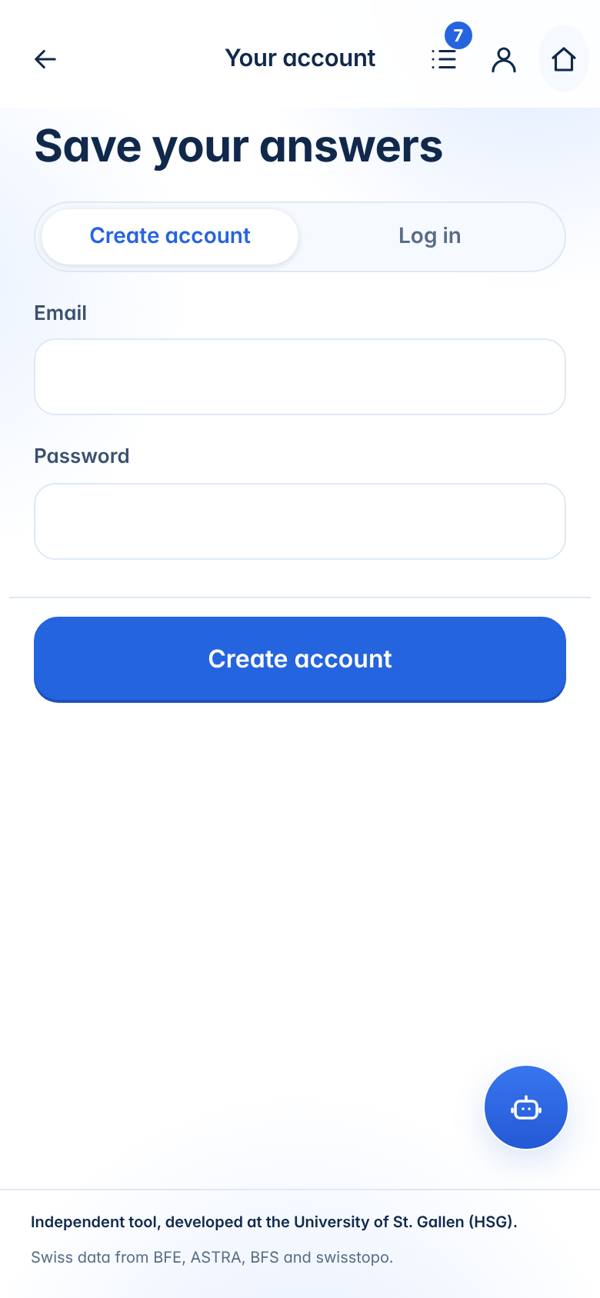 Your account
7
Save your answers
Create account
Log in
Email
Password
Create account
Independent tool, developed at the University of St. Gallen (HSG).
Swiss data from BFE, ASTRA, BFS and swisstopo.